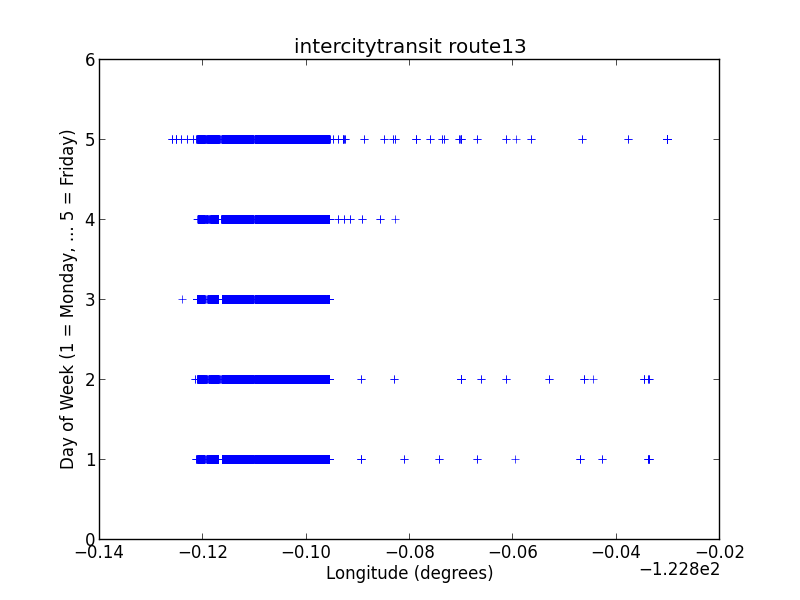 intercitytransit route13
Day of Week (1 = Monday, ... 5 = Friday)
6
5
4
3
2
1
0
−0.14 −0.12 −0.10 −0.08 −0.06 −0.04 −0.02
−1.228e2
Longitude (degrees)